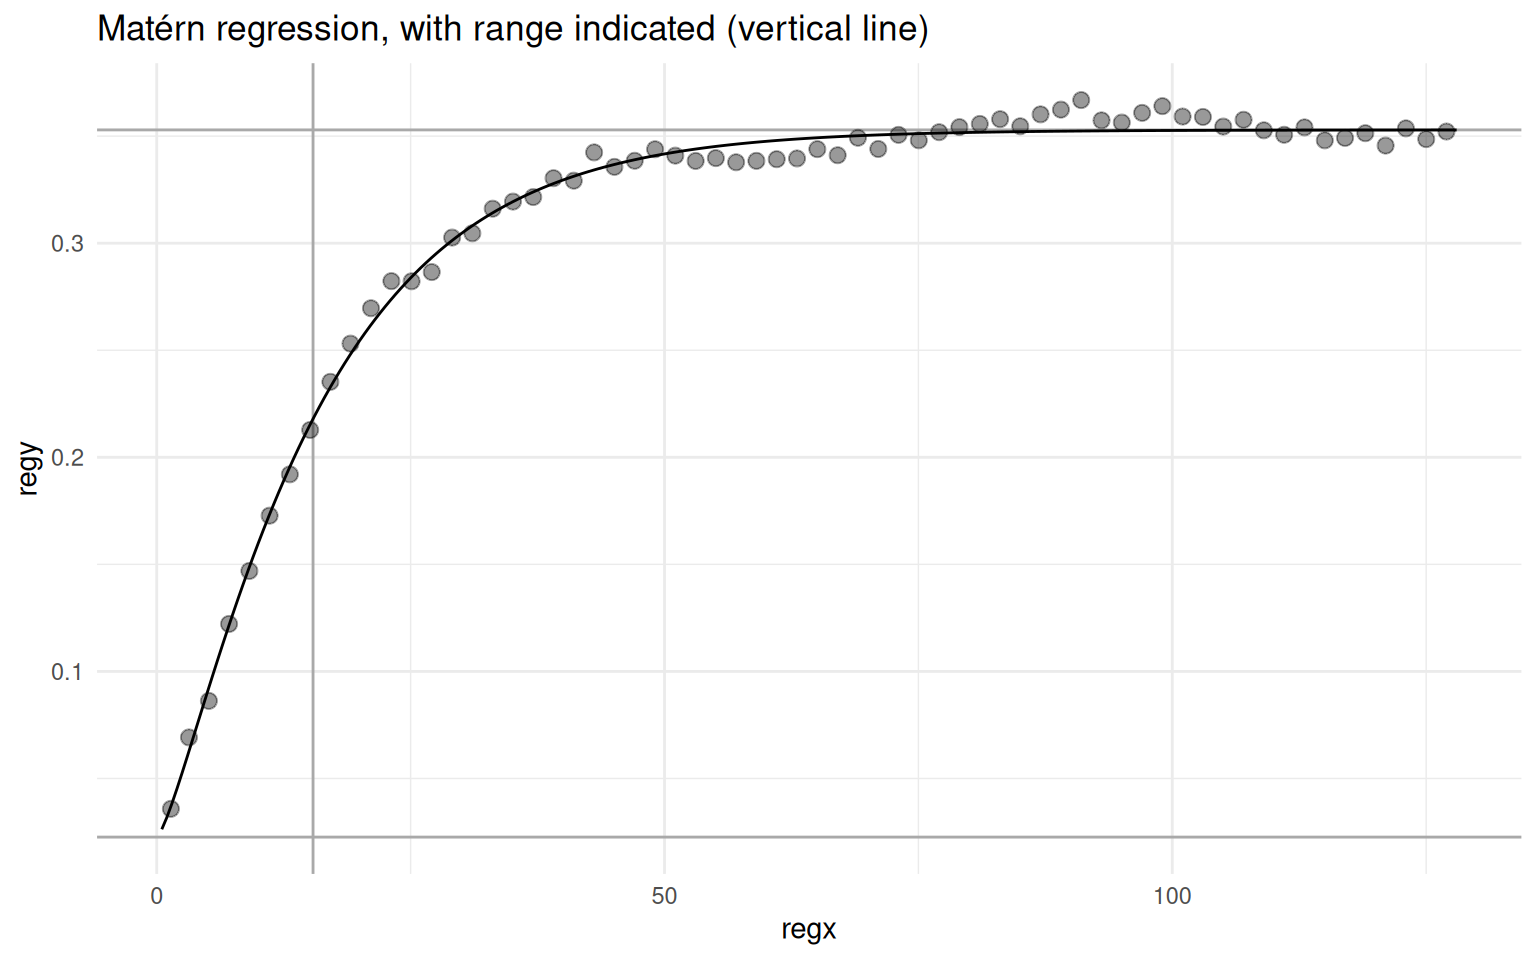 Matérn regression, with range indicated (vertical line)
regy
0.3
0.2
0.1
0
50
100
regx